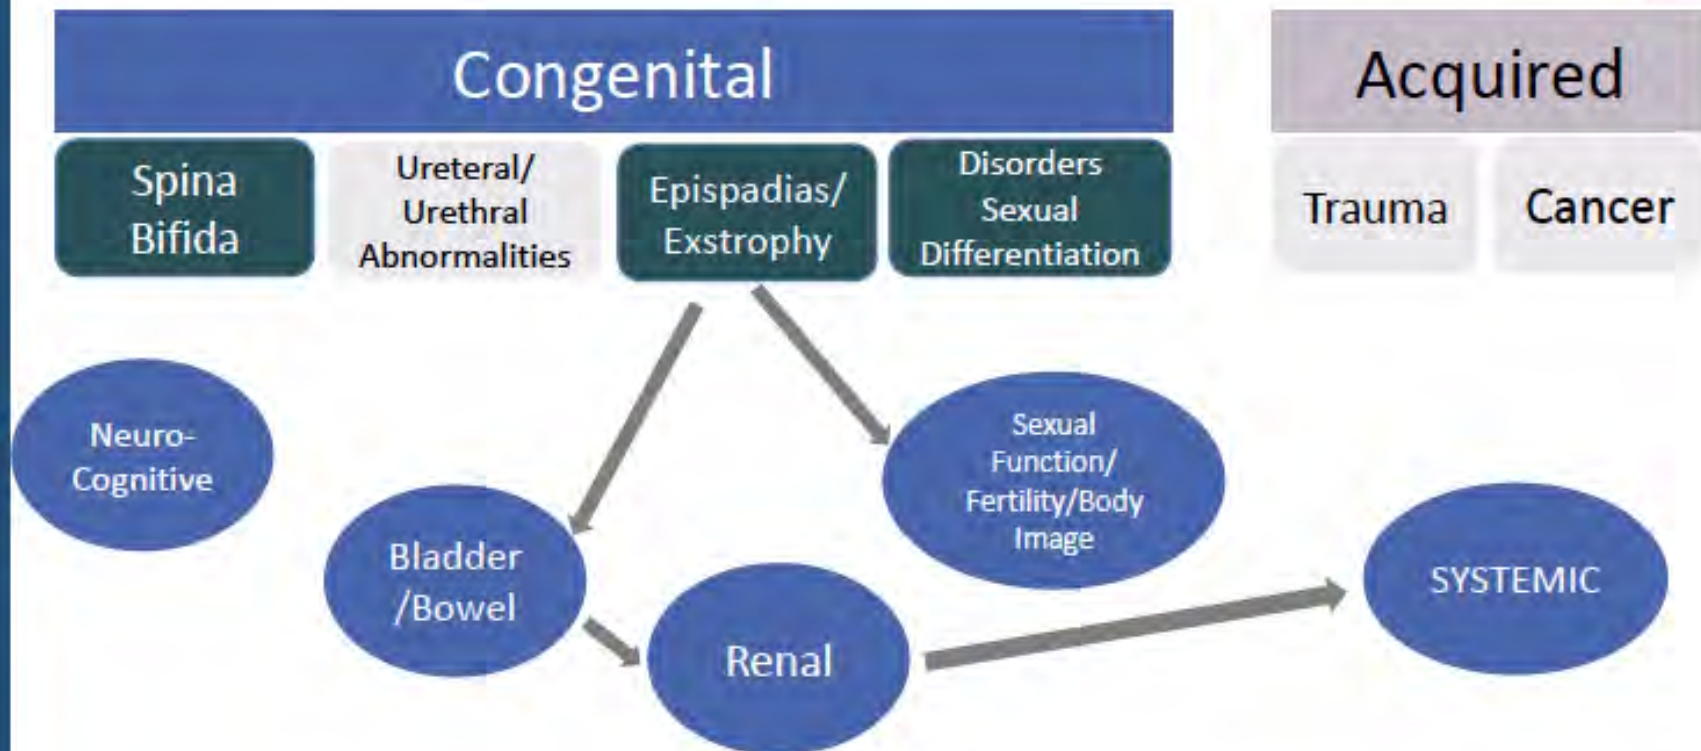 Congenital
Acquired
Spina
Bifida
Ureteral/
Urethral
Abnormalities
Epispadias/
Exstrophy
Disorders
Sexual
Differentiation
Trauma
Cancer
Neuro-
Cognitive
Bladder
/Bowel
Renal
Sexual
Function/
Fertility/Body
Image
SYSTEMIC